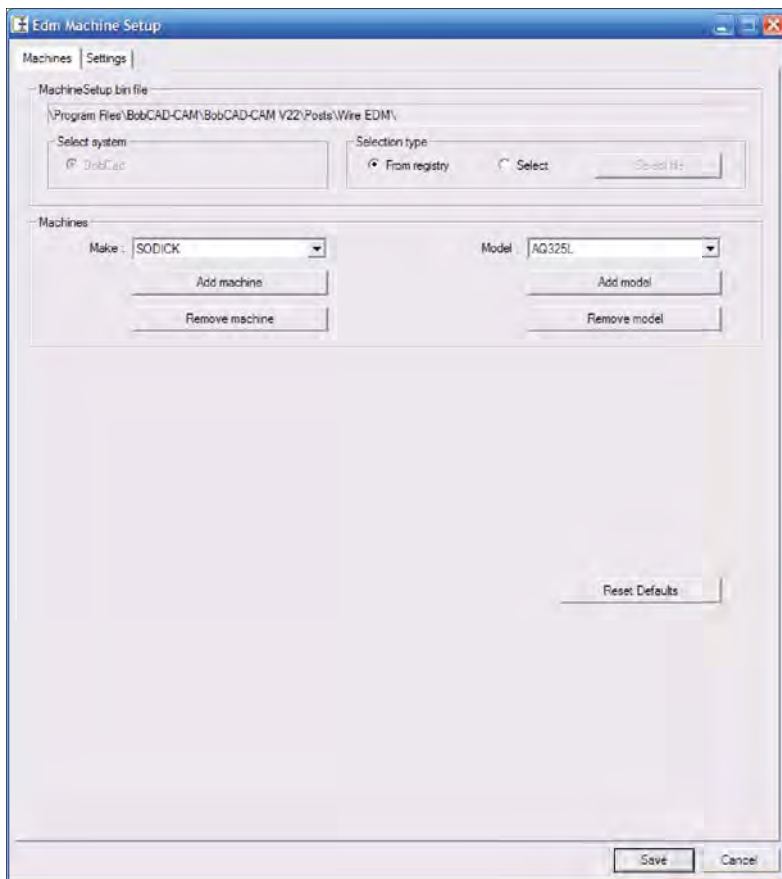 Edm Machine Setup
Machines Settings
MachineSetup bin file
\Program Files\BobCAD-CAM\BobCAD-CAM V22\Posts\Wire EDM\
Select system Selection type
BobCad From registry Select Select file
Machines
Make : SODICK Model : AQ325L
Add machine Add model
Remove machine Remove model
Reset Defaults
Save Cancel